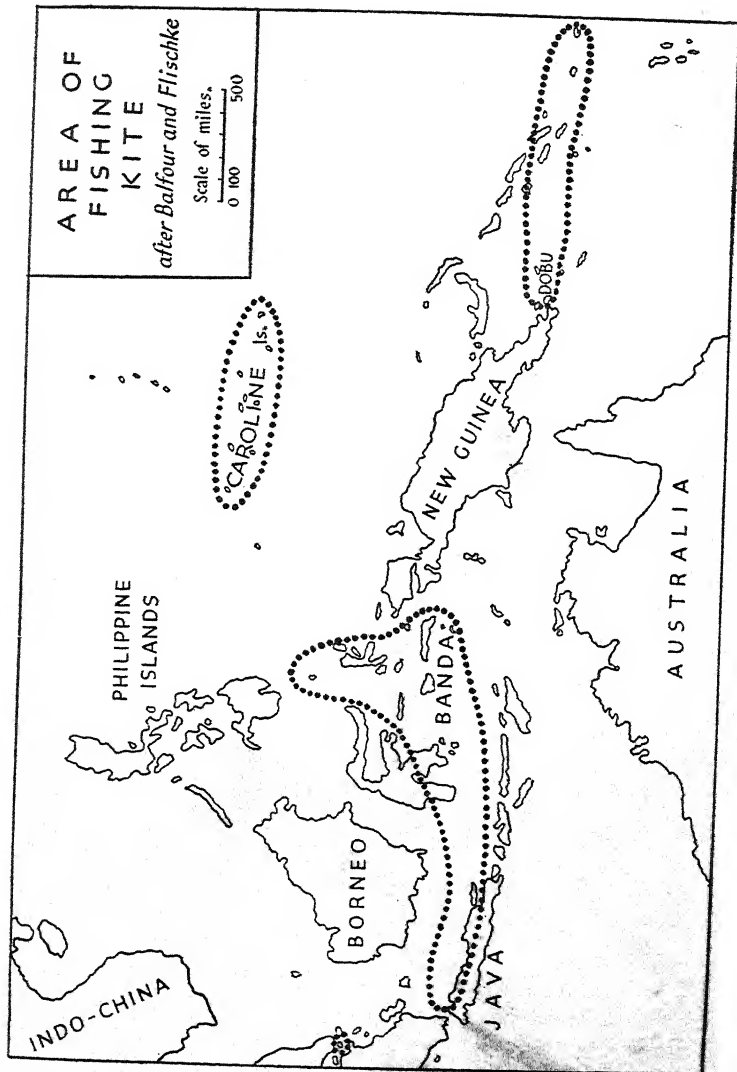 AREA OF
FISHING
KITE
after Balfour and Flischke
Scale of miles.
0 100 500
INDO-CHINA
PHILIPPINE
ISLANDS
CAROLINE Is.
BORNEO
BANDA
NEW GUINEA
DOBU
JAVA
AUSTRALIA